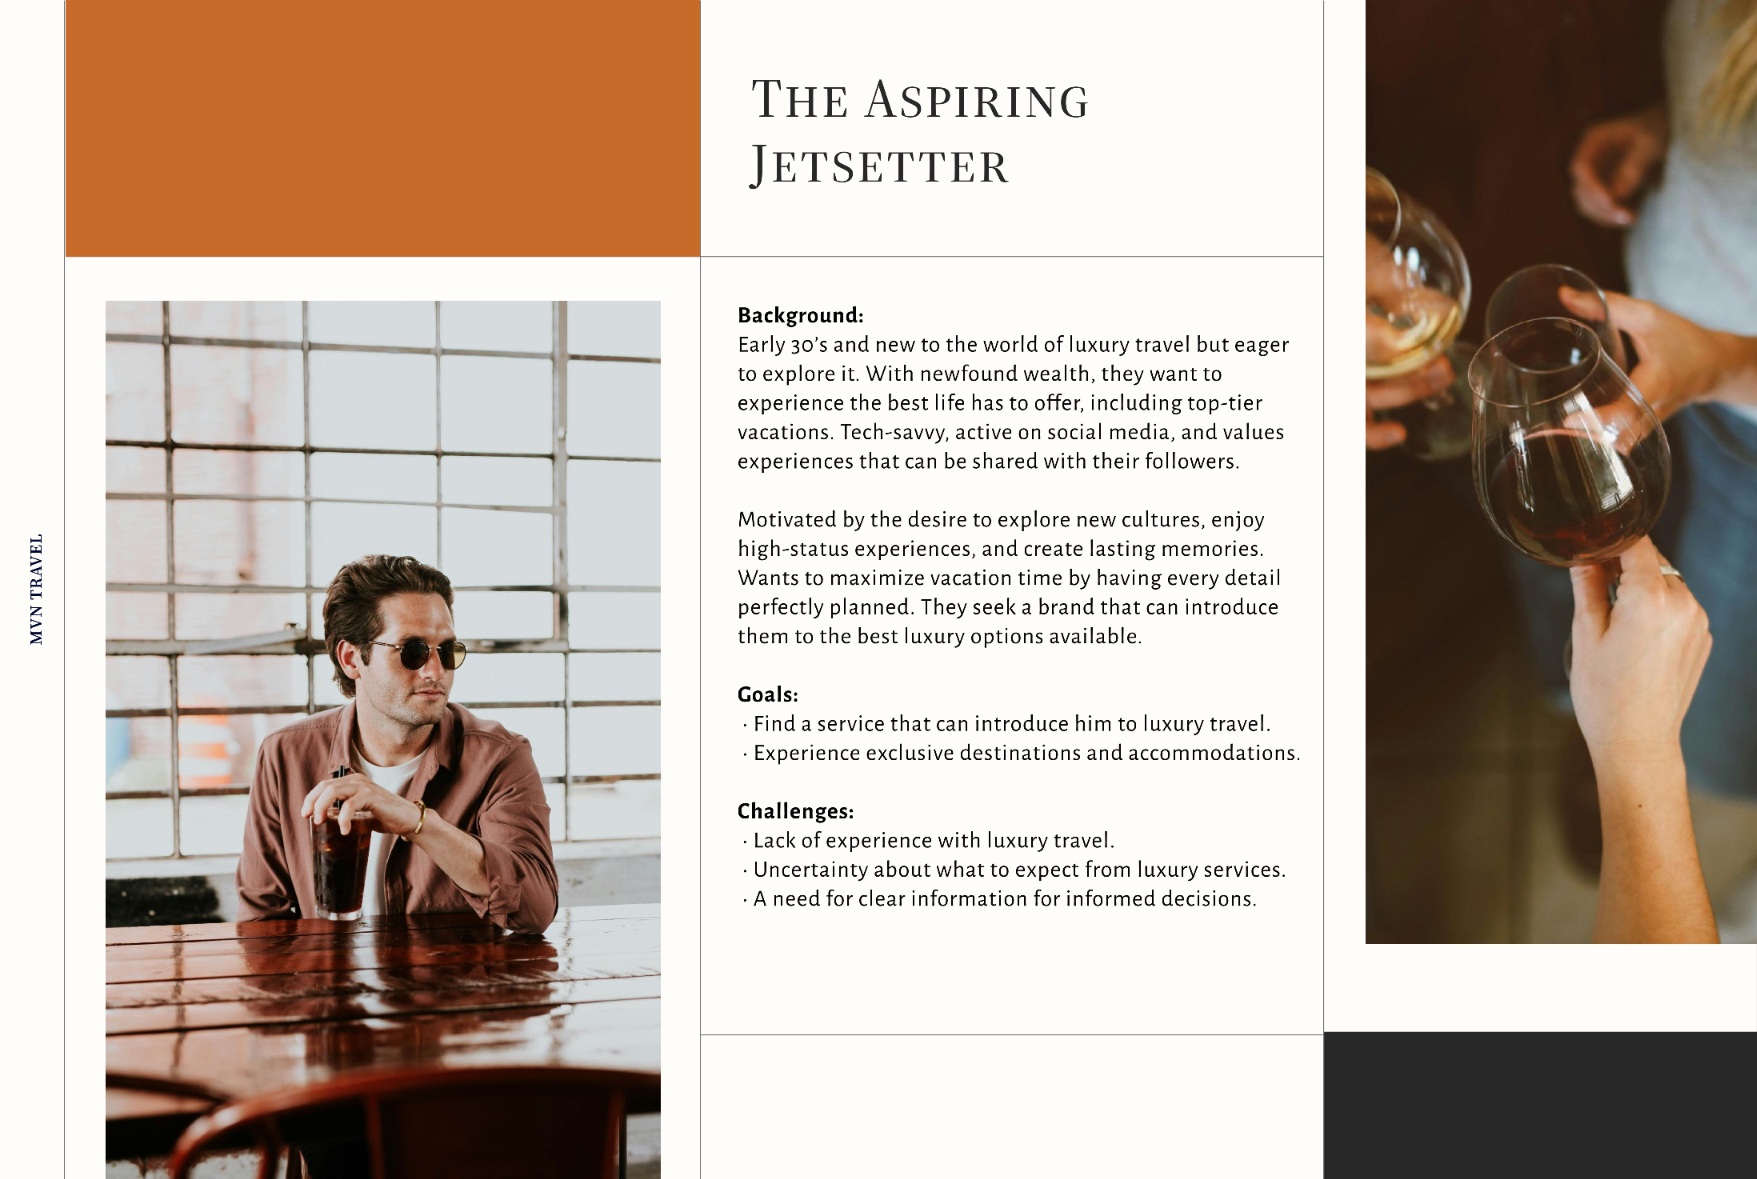 MVN TRAVEL
The Aspiring
Jetsetter
Background:
Early 30’s and new to the world of luxury travel but eager
to explore it. With newfound wealth, they want to
experience the best life has to offer, including top-tier
vacations. Tech-savvy, active on social media, and values
experiences that can be shared with their followers.
Motivated by the desire to explore new cultures, enjoy
high-status experiences, and create lasting memories.
Wants to maximize vacation time by having every detail
perfectly planned. They seek a brand that can introduce
them to the best luxury options available.
Goals:
· Find a service that can introduce him to luxury travel.
· Experience exclusive destinations and accommodations.
Challenges:
· Lack of experience with luxury travel.
· Uncertainty about what to expect from luxury services.
· A need for clear information for informed decisions.